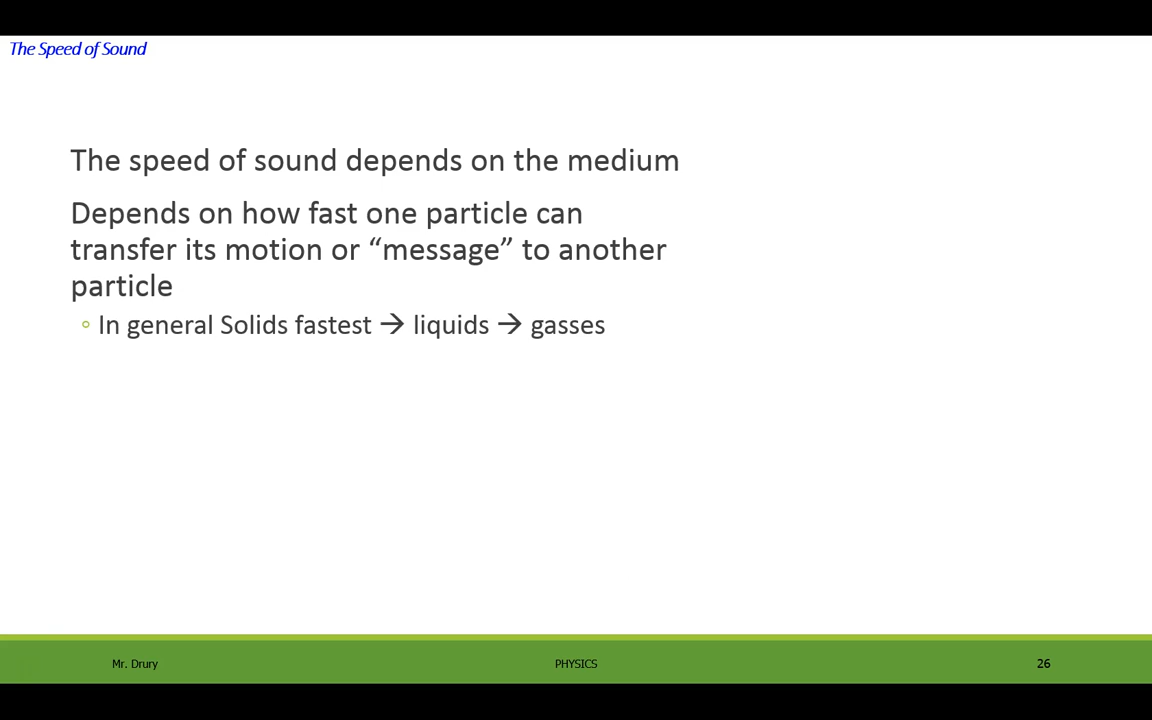 The Speed of Sound
The speed of sound depends on the medium
Depends on how fast one particle can
transfer its motion or “message” to another
particle
◦ In general Solids fastest → liquids → gasses
Mr. Drury PHYSICS 26